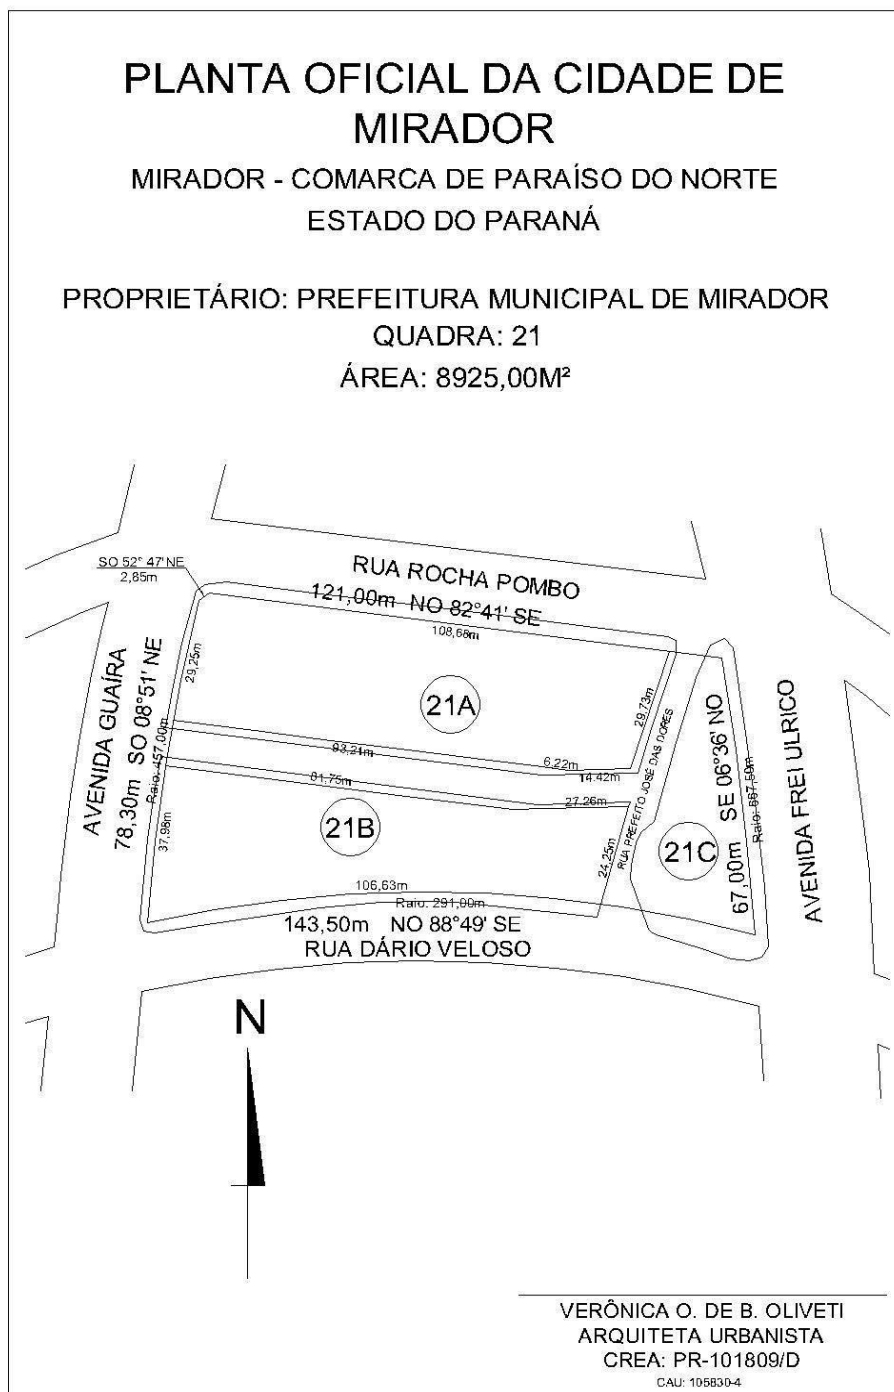 PLANTA OFICIAL DA CIDADE DE
MIRADOR
MIRADOR - COMARCA DE PARAÍSO DO NORTE
ESTADO DO PARANÁ
PROPRIETÁRIO: PREFEITURA MUNICIPAL DE MIRADOR
QUADRA: 21
ÁREA: 8925,00M²
SO 52° 47' NE
2,85m
RUA ROCHA POMBO
121,00m NO 82°41' SE
108,68m
AVENIDA GUAÍRA
78,30m SO 08°51' NE
Raio: 457,00m
29,25m
21A
29,73m
93,21m
6,22m
14,42m
RUA PREFEITO JOSÉ DAS DORES
81,75m
27,26m
21B
37,98m
24,25m
21C
67,00m SE 06°36' NO
Raio: 667,50m
AVENIDA FREI ULRICO
106,63m
Raio: 291,00m
143,50m NO 88°49' SE
RUA DÁRIO VELOSO
N
VERÔNICA O. DE B. OLIVETI
ARQUITETA URBANISTA
CREA: PR-101809/D
CAU: 105830-4